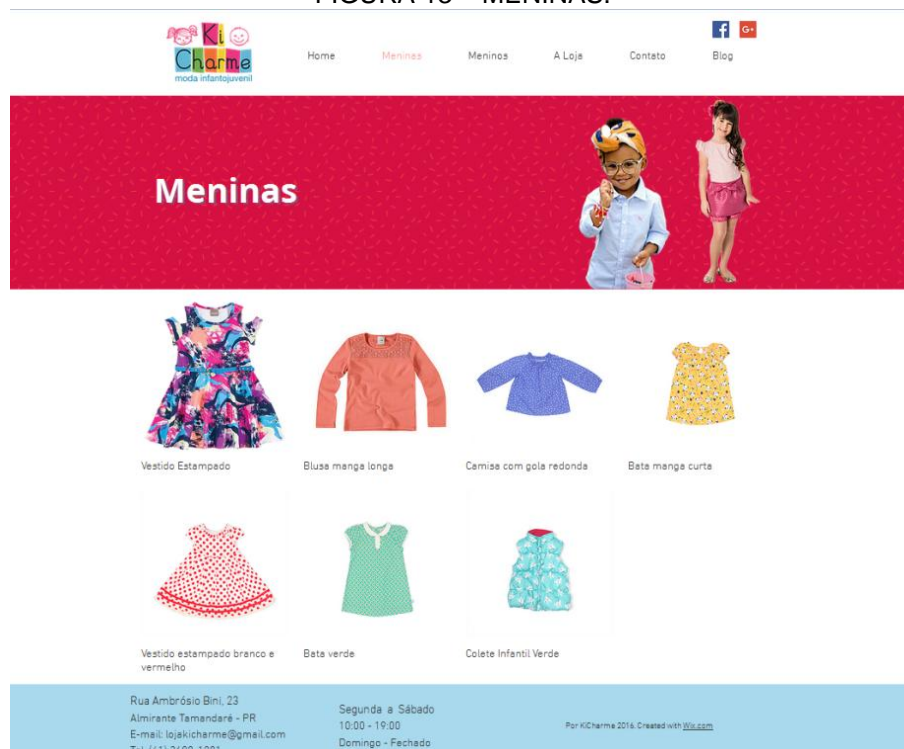 Ki
Charme
moda infantojuvenil
Home
Meninas
Meninos
A Loja
Contato
Blog
G+
Meninas
Vestido Estampado
Blusa manga longa
Camisa com gola redonda
Bata manga curta
Vestido estampado branco e
vermelho
Bata verde
Colete Infantil Verde
Rua Ambrósio Bini, 23
Almirante Tamandaré - PR
E-mail: lojakicharme@gmail.com
Segunda a Sábado
10:00 - 19:00
Domingo - Fechado
Por KiCharme 2016. Created with Wix.com